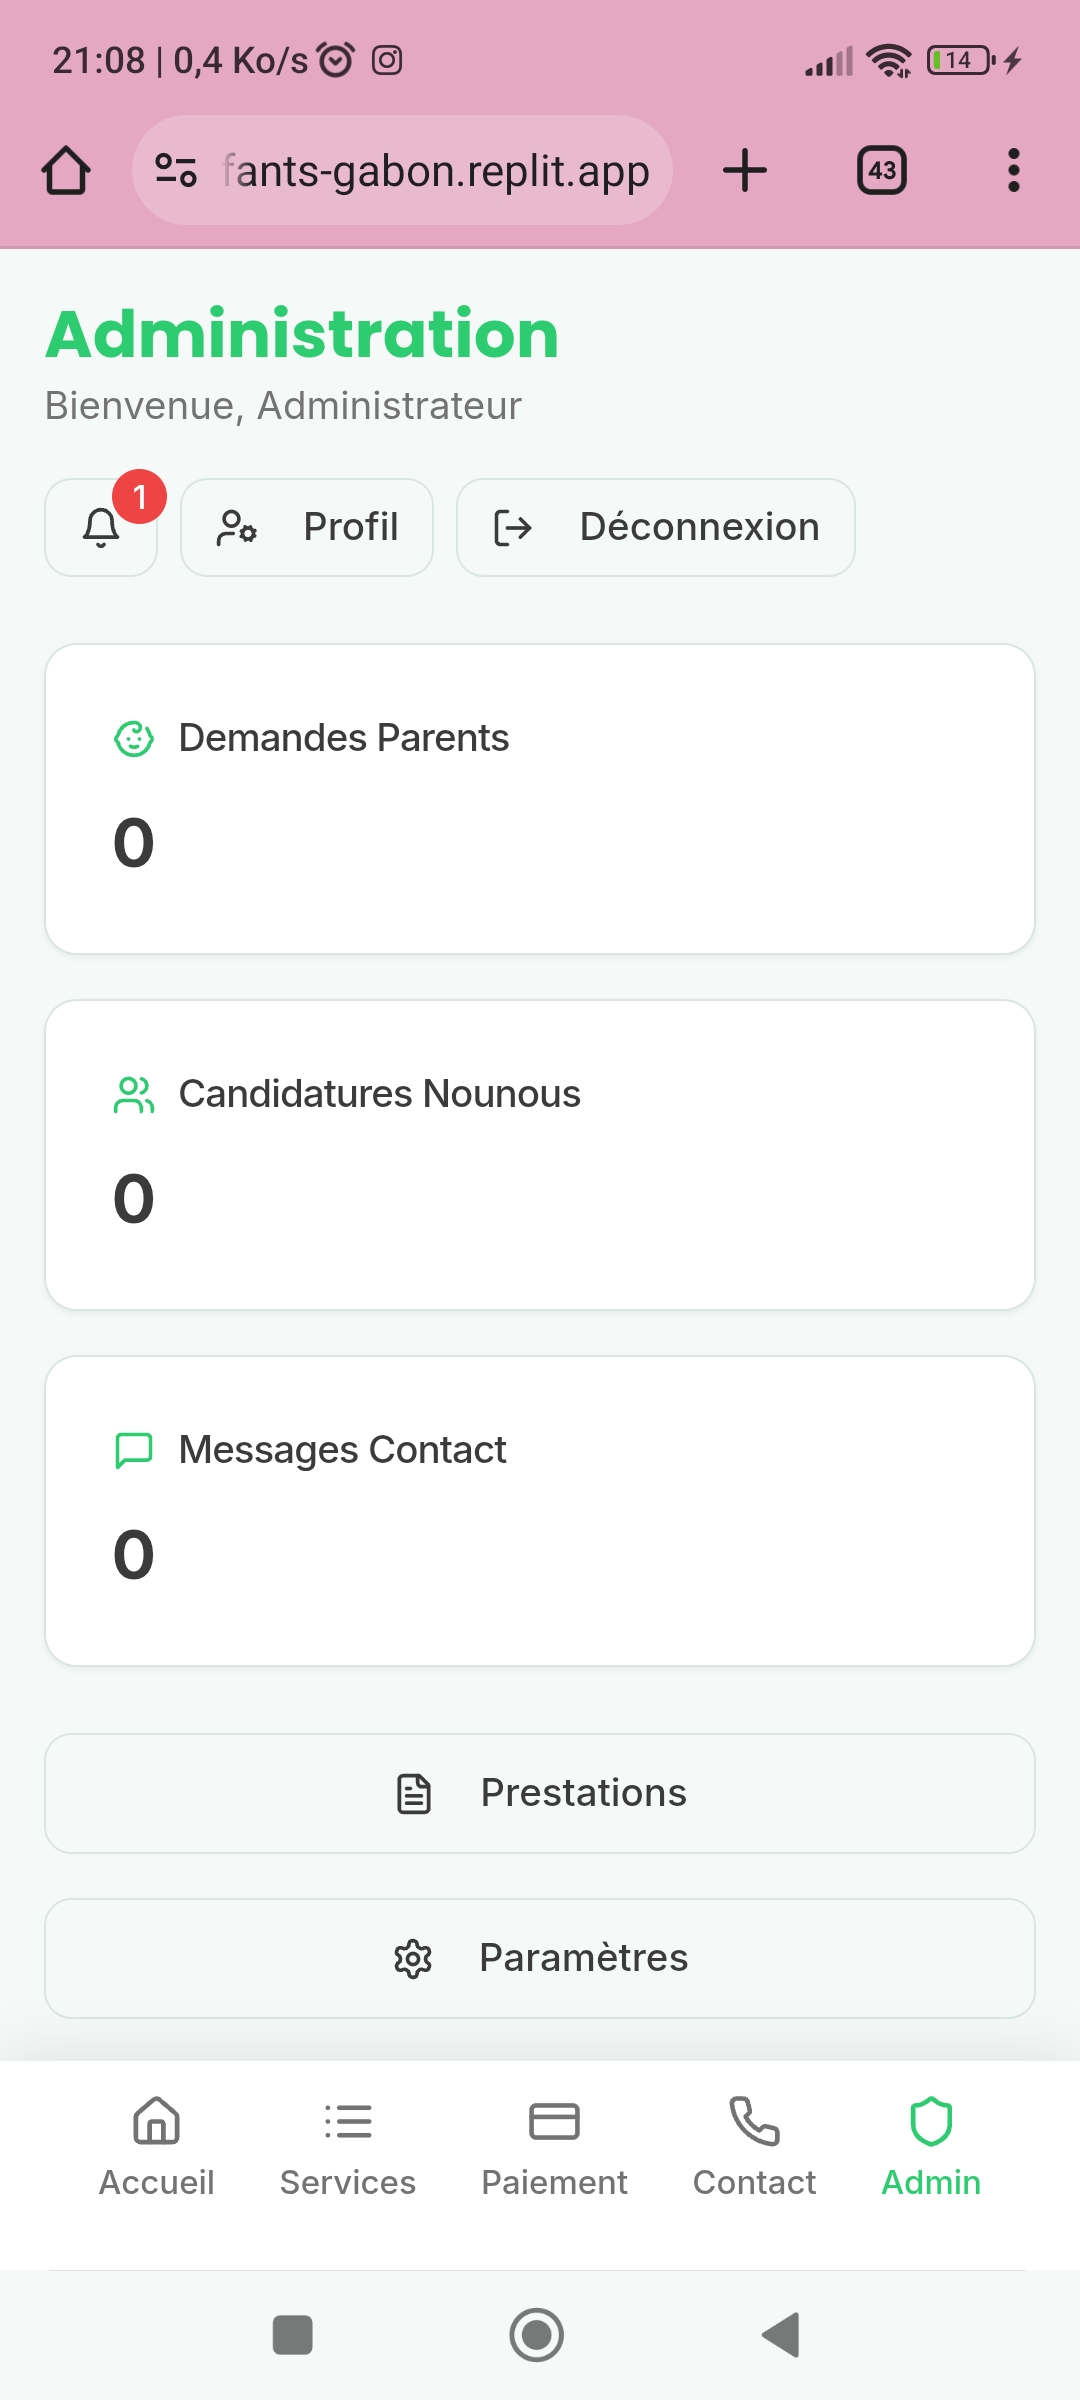 21:08 | 0,4 Ko/s 14
fants-gabon.replit.app 43
Administration
Bienvenue, Administrateur
1
Profil Déconnexion
Demandes Parents
0
Candidatures Nounous
0
Messages Contact
0
Prestations
Paramètres
Accueil Services Paiement Contact Admin